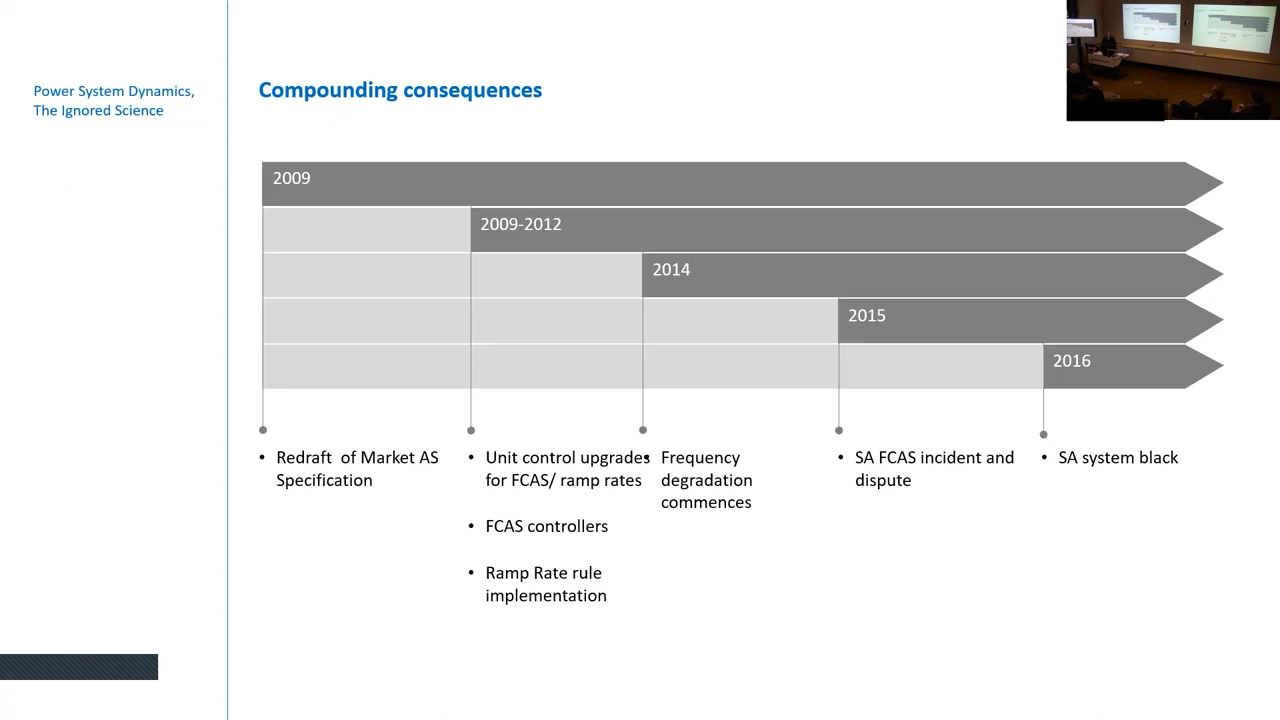 Power System Dynamics,
The Ignored Science
Compounding consequences
2009
2009-2012
2014
2015
2016
• Redraft  of Market AS
Specification
• Unit control upgrades
for FCAS/ ramp rates
• FCAS controllers
• Ramp Rate rule
implementation
• Frequency
degradation
commences
• SA FCAS incident and
dispute
• SA system black